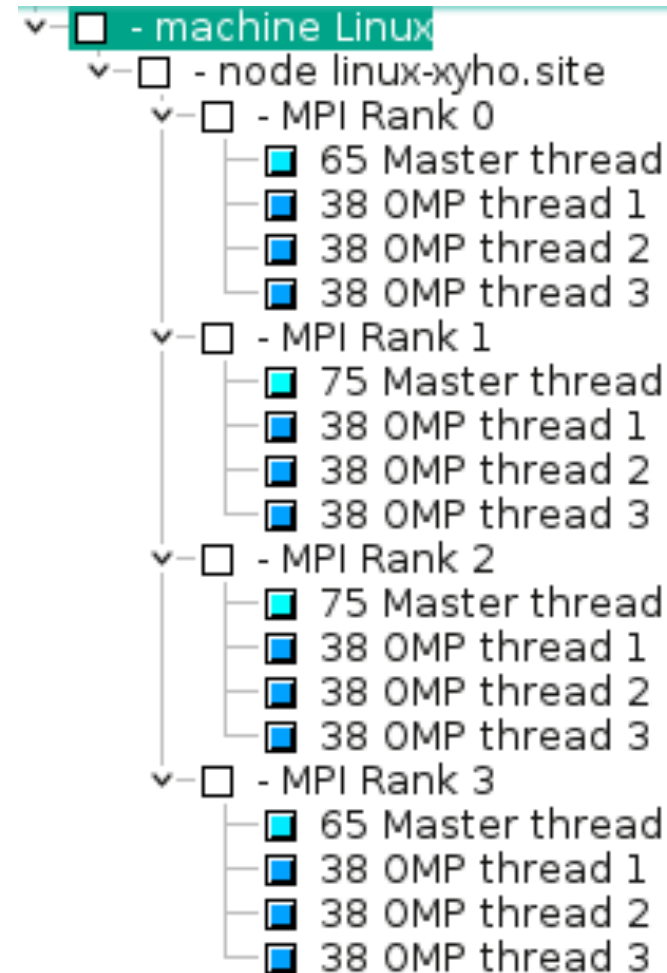 - machine Linux
- node linux-xyho.site
- MPI Rank 0
65 Master thread
38 OMP thread 1
38 OMP thread 2
38 OMP thread 3
- MPI Rank 1
75 Master thread
38 OMP thread 1
38 OMP thread 2
38 OMP thread 3
- MPI Rank 2
75 Master thread
38 OMP thread 1
38 OMP thread 2
38 OMP thread 3
- MPI Rank 3
65 Master thread
38 OMP thread 1
38 OMP thread 2
38 OMP thread 3